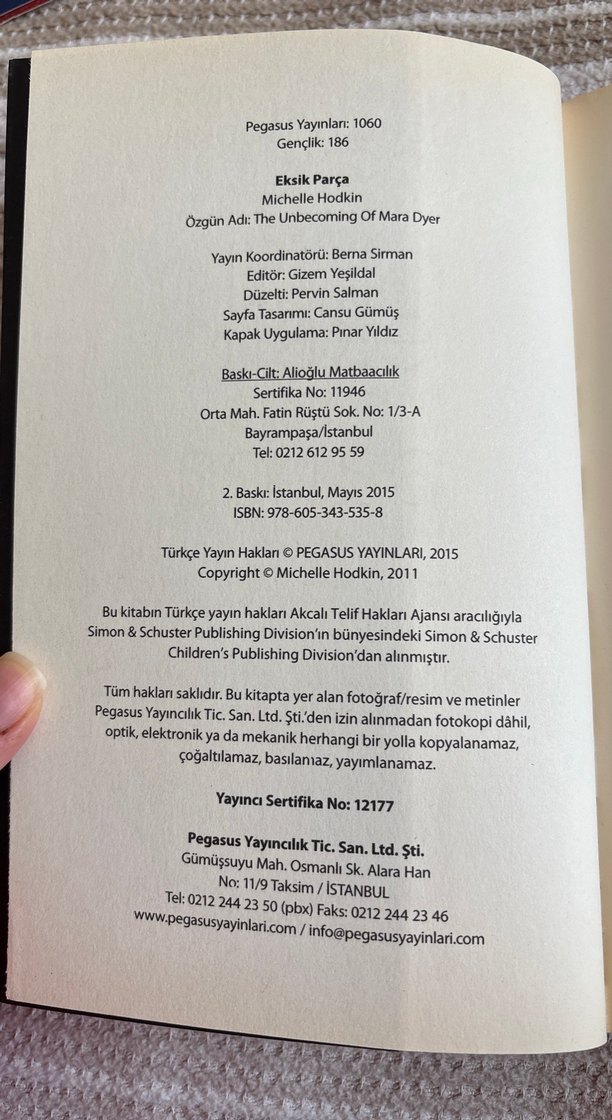 Pegasus Yayınları: 1060
Gençlik: 186
Eksik Parça
Michelle Hodkin
Özgün Adı: The Unbecoming Of Mara Dyer
Yayın Koordinatörü: Berna Sirman
Editör: Gizem Yeşildal
Düzelti: Pervin Salman
Sayfa Tasarımı: Cansu Gümüş
Kapak Uygulama: Pınar Yıldız
Baskı-Cilt: Alioğlu Matbaacılık
Sertifika No: 11946
Orta Mah. Fatin Rüştü Sok. No: 1/3-A
Bayrampaşa/İstanbul
Tel: 0212 612 95 59
2. Baskı: İstanbul, Mayıs 2015
ISBN: 978-605-343-535-8
Türkçe Yayın Hakları © PEGASUS YAYINLARI, 2015
Copyright © Michelle Hodkin, 2011
Bu kitabın Türkçe yayın hakları Akcalı Telif Hakları Ajansı aracılığıyla
Simon & Schuster Publishing Division'ın bünyesindeki Simon & Schuster
Children's Publishing Division'dan alınmıştır.
Tüm hakları saklıdır. Bu kitapta yer alan fotoğraf/resim ve metinler
Pegasus Yayıncılık Tic. San. Ltd. Şti.'den izin alınmadan fotokopi dâhil,
optik, elektronik ya da mekanik herhangi bir yolla kopyalanamaz,
çoğaltılamaz, basılamaz, yayımlanamaz.
Yayıncı Sertifika No: 12177
Pegasus Yayıncılık Tic. San. Ltd. Şti.
Gümüşsuyu Mah. Osmanlı Sk. Alara Han
No: 11/9 Taksim / İSTANBUL
Tel: 0212 244 23 50 (pbx) Faks: 0212 244 23 46
www.pegasusyayinlari.com / info@pegasusyayinlari.com